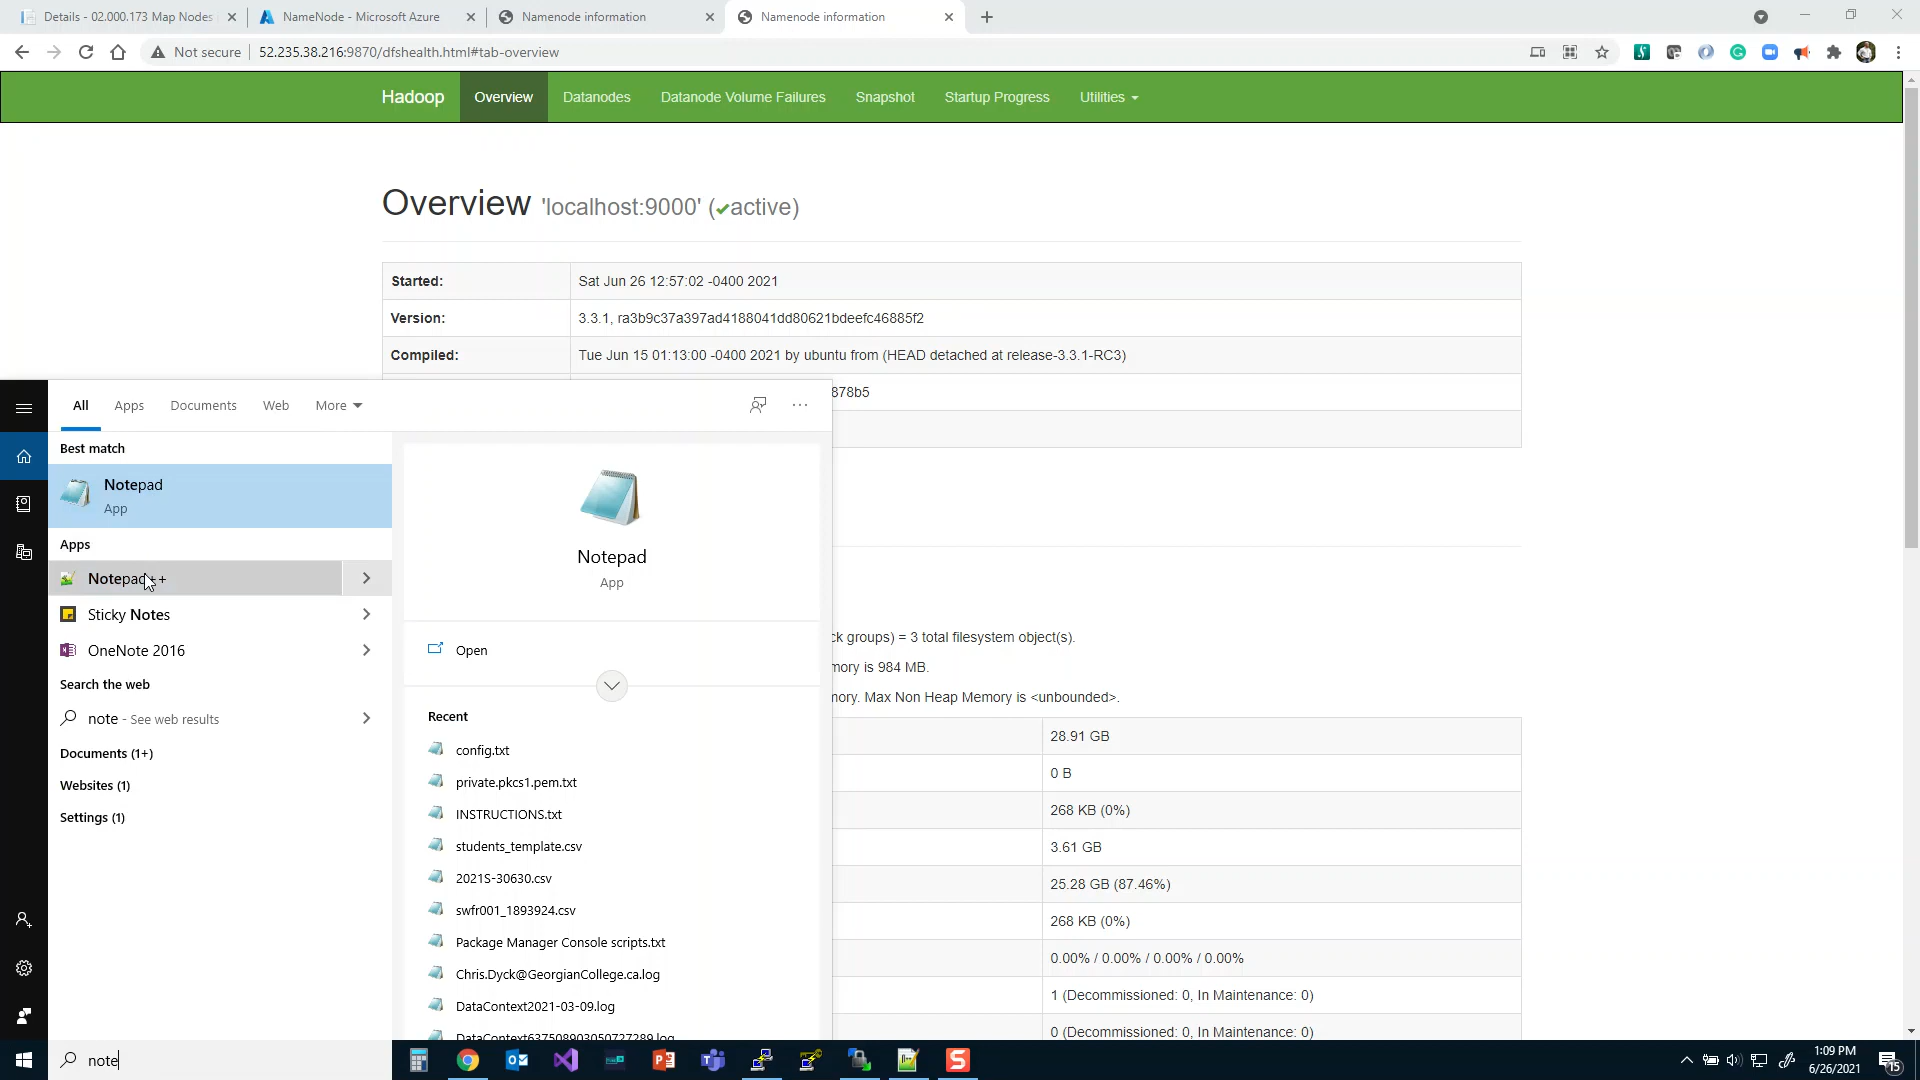 Details - 02.000.173 Map Nodes
NameNode - Microsoft Azure
Namenode information
Namenode information
Not secure
52.235.38.216:9870/dfshealth.html#tab-overview
Hadoop
Overview
Datanodes
Datanode Volume Failures
Snapshot
Startup Progress
Utilities
Overview 'localhost:9000' (✓active)
Started: Sat Jun 26 12:57:02 -0400 2021
Version: 3.3.1, ra3b9c37a397ad4188041dd80621bdeefc46885f2
Compiled: Tue Jun 15 01:13:00 -0400 2021 by ubuntu from (HEAD detached at release-3.3.1-RC3)
878b5
All
Apps
Documents
Web
More
Best match
Notepad
App
Apps
Notepad++
Sticky Notes
OneNote 2016
Search the web
note - See web results
Documents (1+)
Websites (1)
Settings (1)
Notepad
App
Open
Recent
config.txt
private.pkcs1.pem.txt
INSTRUCTIONS.txt
students_template.csv
2021S-30630.csv
swfr001_1893924.csv
Package Manager Console scripts.txt
Chris.Dyck@GeorgianCollege.ca.log
DataContext2021-03-09.log
DataContext637508903050727289.log
ck groups) = 3 total filesystem object(s).
mory is 984 MB.
mory. Max Non Heap Memory is <unbounded>.
28.91 GB
0 B
268 KB (0%)
3.61 GB
25.28 GB (87.46%)
268 KB (0%)
0.00% / 0.00% / 0.00% / 0.00%
1 (Decommissioned: 0, In Maintenance: 0)
0 (Decommissioned: 0, In Maintenance: 0)
note
1:09 PM
6/26/2021
15